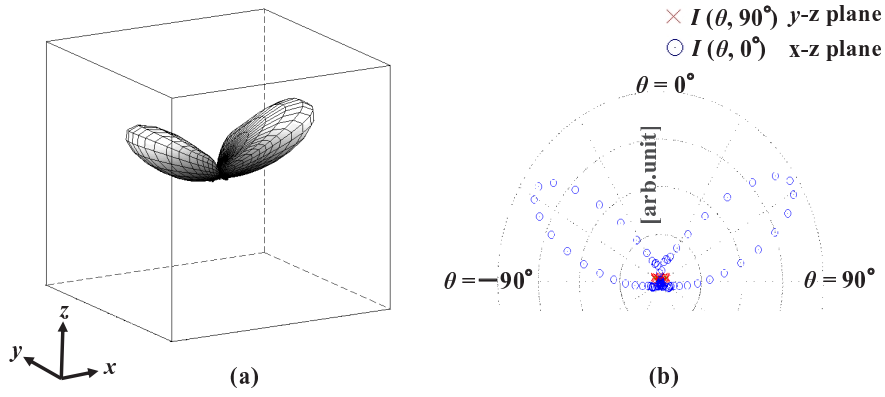 × I (θ, 90°) y-z plane
○ I (θ, 0°) x-z plane
θ = 0°
[arb.unit]
θ = −90°
θ = 90°
z
y
x
(a)
(b)